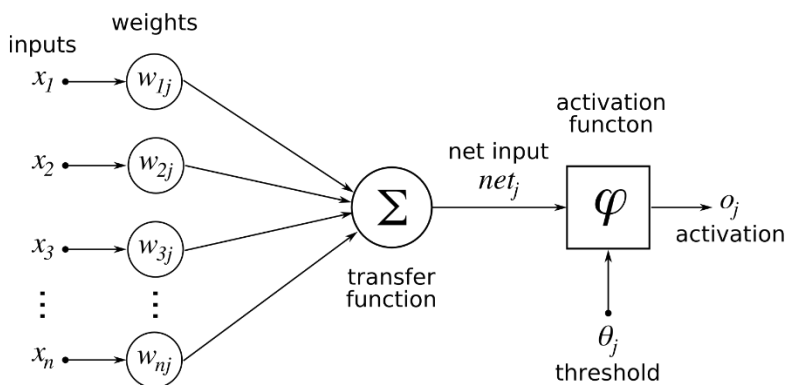 weights
inputs
x1
w1j
x2
w2j
x3
w3j
xn
wnj
Σ
transfer
function
net input
netj
activation
functon
φ
oj
activation
θj
threshold